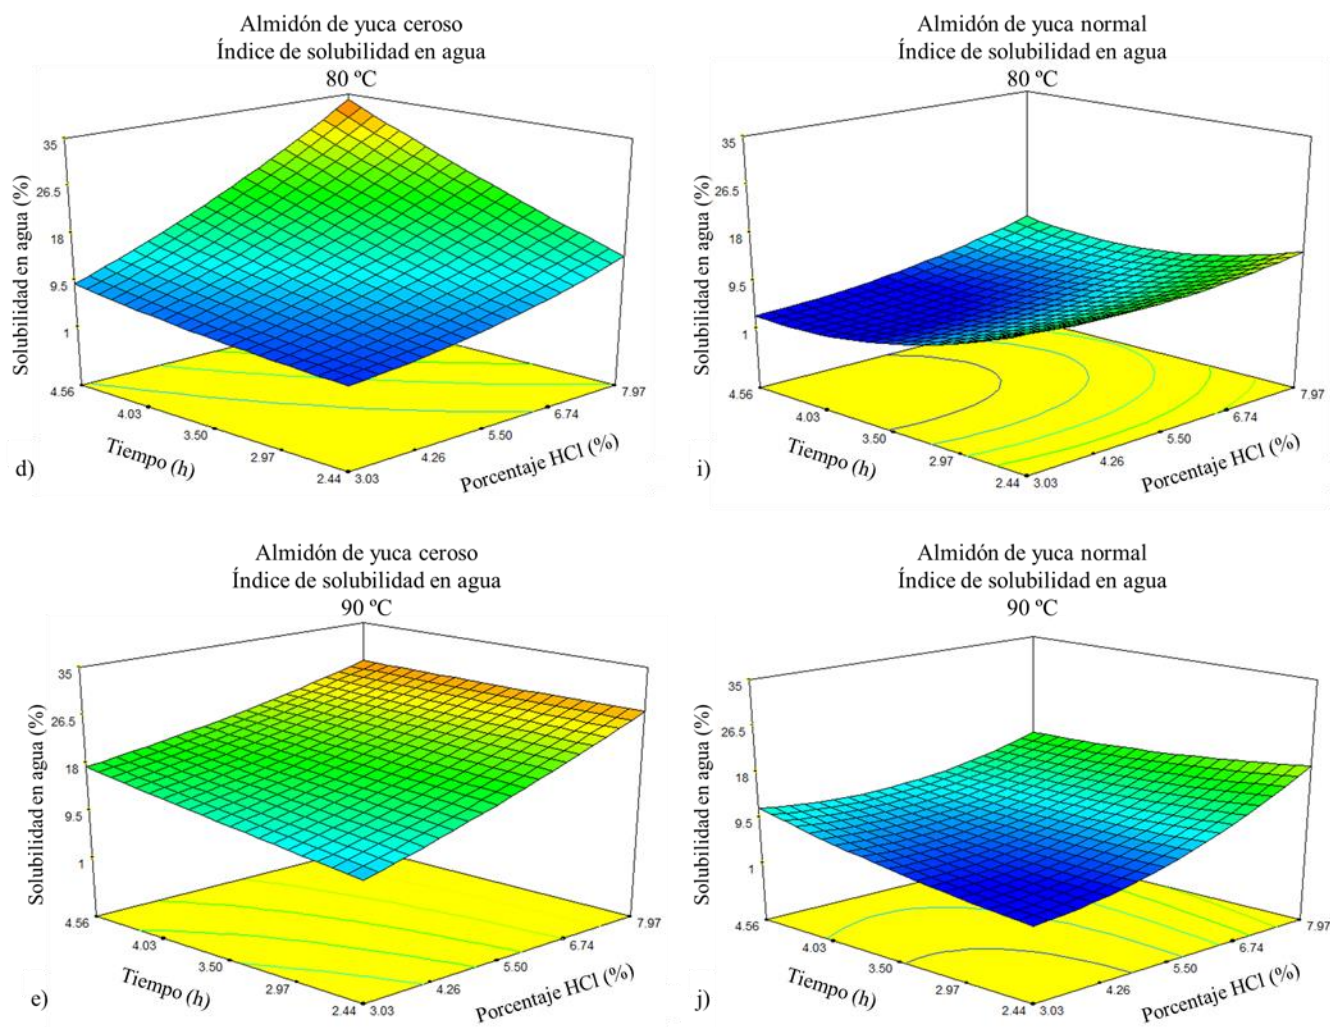 Almidón de yuca ceroso
Índice de solubilidad en agua
80 ºC
35
26.5
18
9.5
1
Solubilidad en agua (%)
4.56
4.03
3.50
2.97
2.44
Tiempo (h)
3.03
4.26
5.50
6.74
7.97
Porcentaje HCl (%)
d)
Almidón de yuca normal
Índice de solubilidad en agua
80 ºC
35
26.5
18
9.5
1
Solubilidad en agua (%)
4.56
4.03
3.50
2.97
2.44
Tiempo (h)
3.03
4.26
5.50
6.74
7.97
Porcentaje HCl (%)
i)
Almidón de yuca ceroso
Índice de solubilidad en agua
90 ºC
35
26.5
18
9.5
1
Solubilidad en agua (%)
4.56
4.03
3.50
2.97
2.44
Tiempo (h)
3.03
4.26
5.50
6.74
7.97
Porcentaje HCl (%)
e)
Almidón de yuca normal
Índice de solubilidad en agua
90 ºC
35
26.5
18
9.5
1
Solubilidad en agua (%)
4.56
4.03
3.50
2.97
2.44
Tiempo (h)
3.03
4.26
5.50
6.74
7.97
Porcentaje HCl (%)
j)